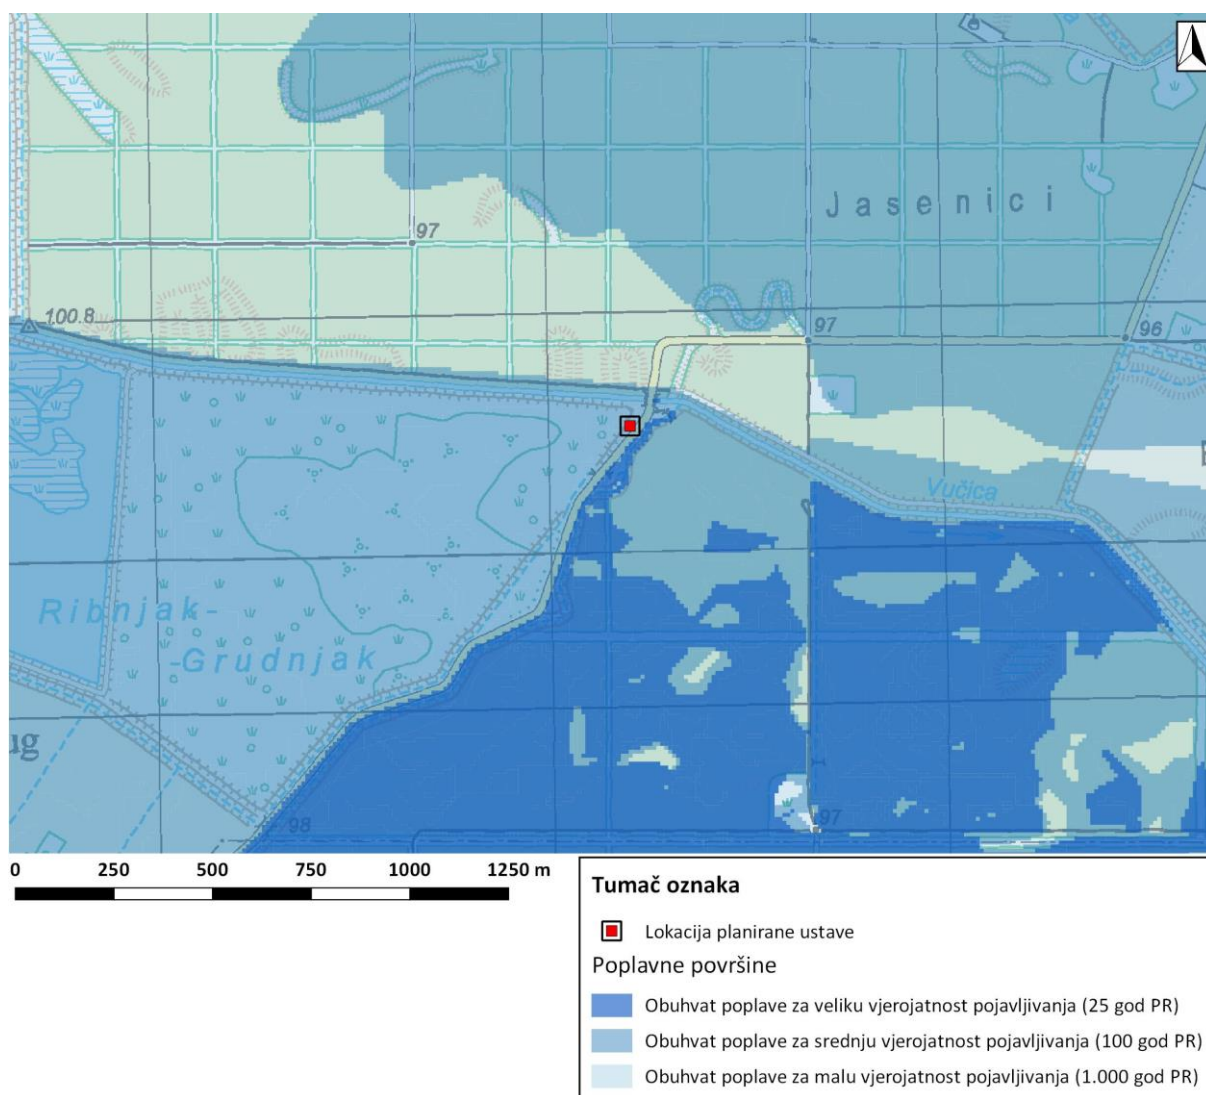 Jasenici
97
100.8
97
96
Vučica
Ribnjak-
-Grudnjak
ug
98
97
0 250 500 750 1000 1250 m
Tumač oznaka
Lokacija planirane ustave
Poplavne površine
Obuhvat poplave za veliku vjerojatnost pojavljivanja (25 god PR)
Obuhvat poplave za srednju vjerojatnost pojavljivanja (100 god PR)
Obuhvat poplave za malu vjerojatnost pojavljivanja (1.000 god PR)